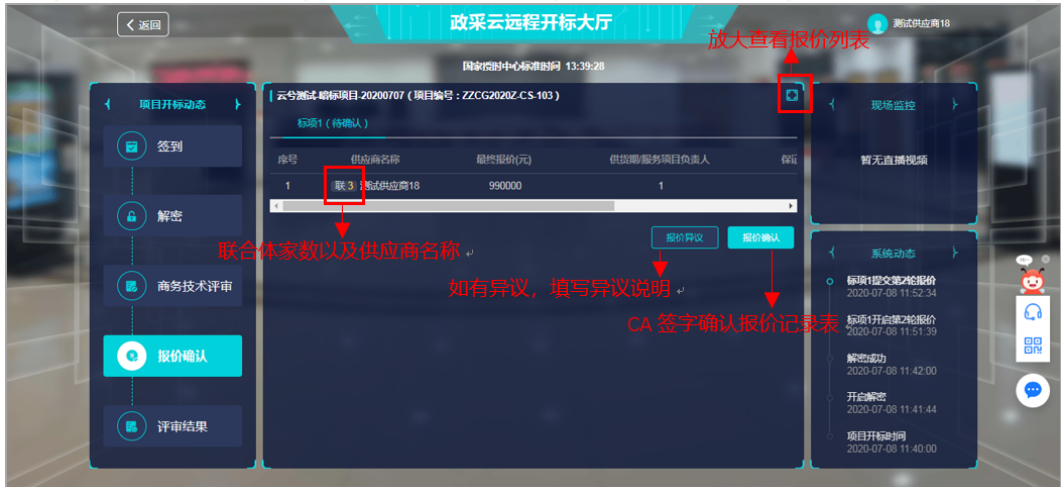 返回
政采云远程开标大厅
测试供应商18
放大查看报价列表
国家授时中心标准时间 13:39:28
项目开标动态
签到
解密
商务技术评审
报价确认
评审结果
云兮测试-暗标项目-20200707（项目编号：ZZCG2020Z-CS-103）
标项1（待确认）
序号 供应商名称 最终报价(元) 供货期/服务项目负责人 保证
1 联 3 测试供应商18 990000 1
报价异议 报价确认
联合体家数以及供应商名称
如有异议，填写异议说明
CA 签字确认报价记录表
现场监控
暂无直播视频
系统动态
标项1提交第2轮报价
2020-07-08 11:52:34
标项1开启第2轮报价
2020-07-08 11:51:39
解密成功
2020-07-08 11:42:00
开启解密
2020-07-08 11:41:44
项目开标时间
2020-07-08 11:40:00